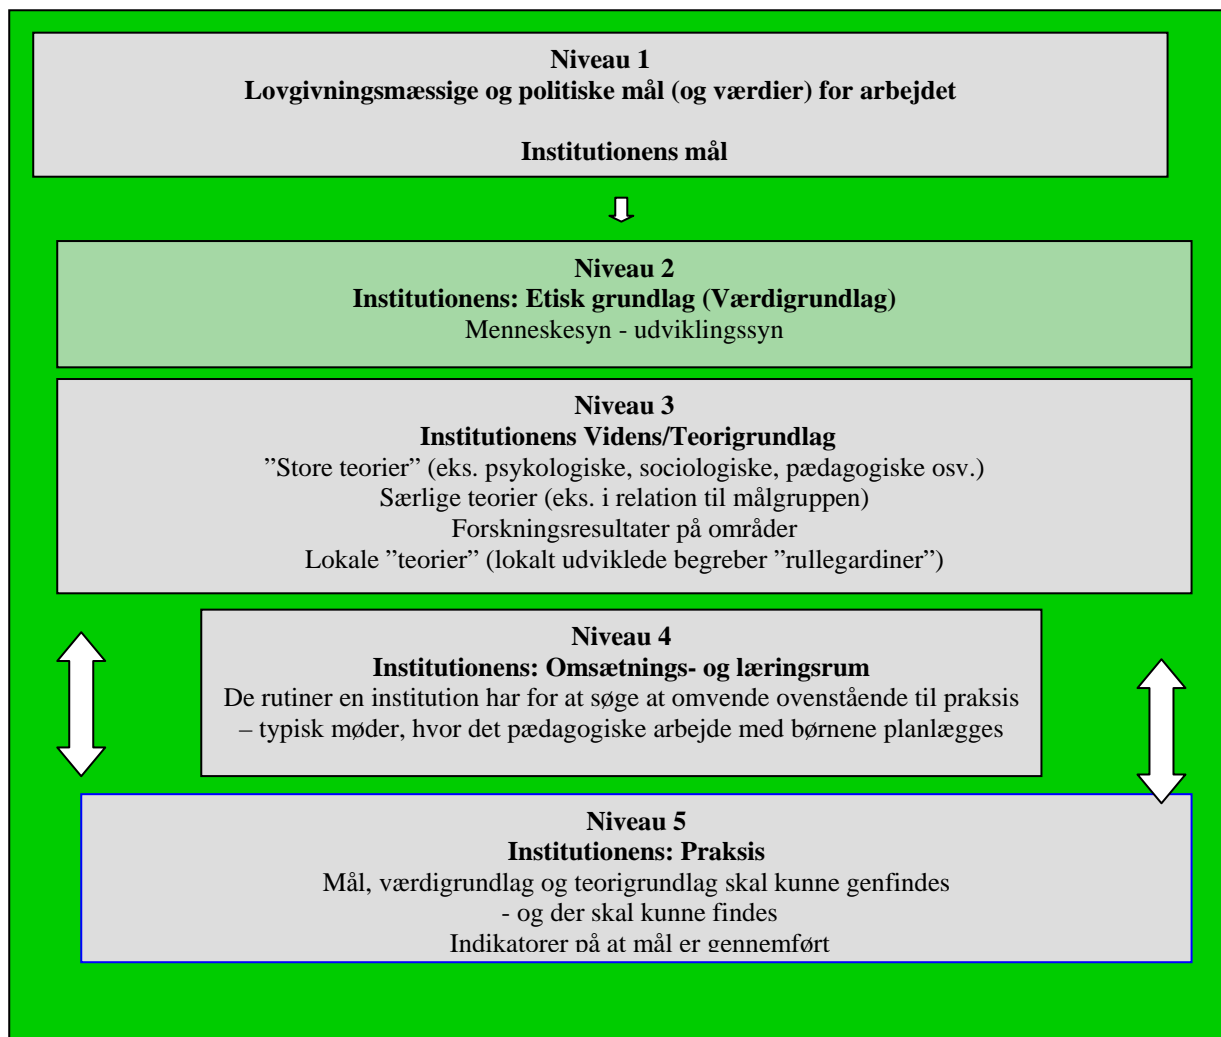 Niveau 1
Lovgivningsmæssige og politiske mål (og værdier) for arbejdet
Institutionens mål
Niveau 2
Institutionens: Etisk grundlag (Værdigrundlag)
Menneskesyn - udviklingssyn
Niveau 3
Institutionens Videns/Teorigrundlag
”Store teorier” (eks. psykologiske, sociologiske, pædagogiske osv.)
Særlige teorier (eks. i relation til målgruppen)
Forskningsresultater på områder
Lokale ”teorier” (lokalt udviklede begreber ”rullegardiner”)
Niveau 4
Institutionens: Omsætnings- og læringsrum
De rutiner en institution har for at søge at omvende ovenstående til praksis
– typisk møder, hvor det pædagogiske arbejde med børnene planlægges
Niveau 5
Institutionens: Praksis
Mål, værdigrundlag og teorigrundlag skal kunne genfindes
- og der skal kunne findes
Indikatorer på at mål er gennemført